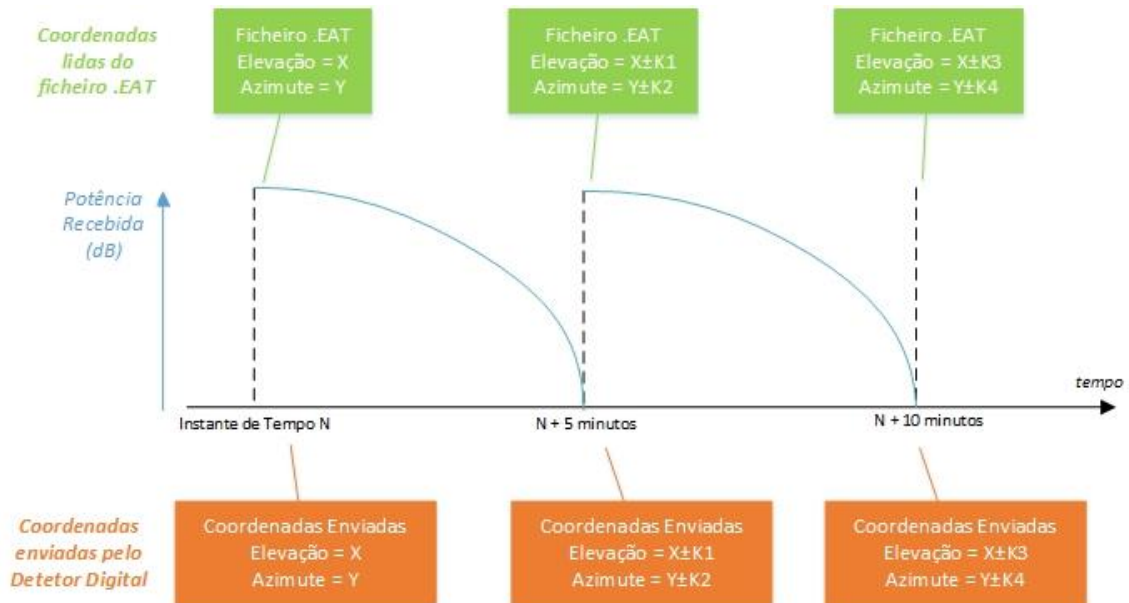 Coordenadas
lidas do
ficheiro .EAT
Ficheiro .EAT
Elevação = X
Azimute = Y
Ficheiro .EAT
Elevação = X±K1
Azimute = Y±K2
Ficheiro .EAT
Elevação = X±K3
Azimute = Y±K4
Potência
Recebida
(dB)
tempo
Instante de Tempo N
N + 5 minutos
N + 10 minutos
Coordenadas
enviadas pelo
Detetor Digital
Coordenadas Enviadas
Elevação = X
Azimute = Y
Coordenadas Enviadas
Elevação = X±K1
Azimute = Y±K2
Coordenadas Enviadas
Elevação = X±K3
Azimute = Y±K4